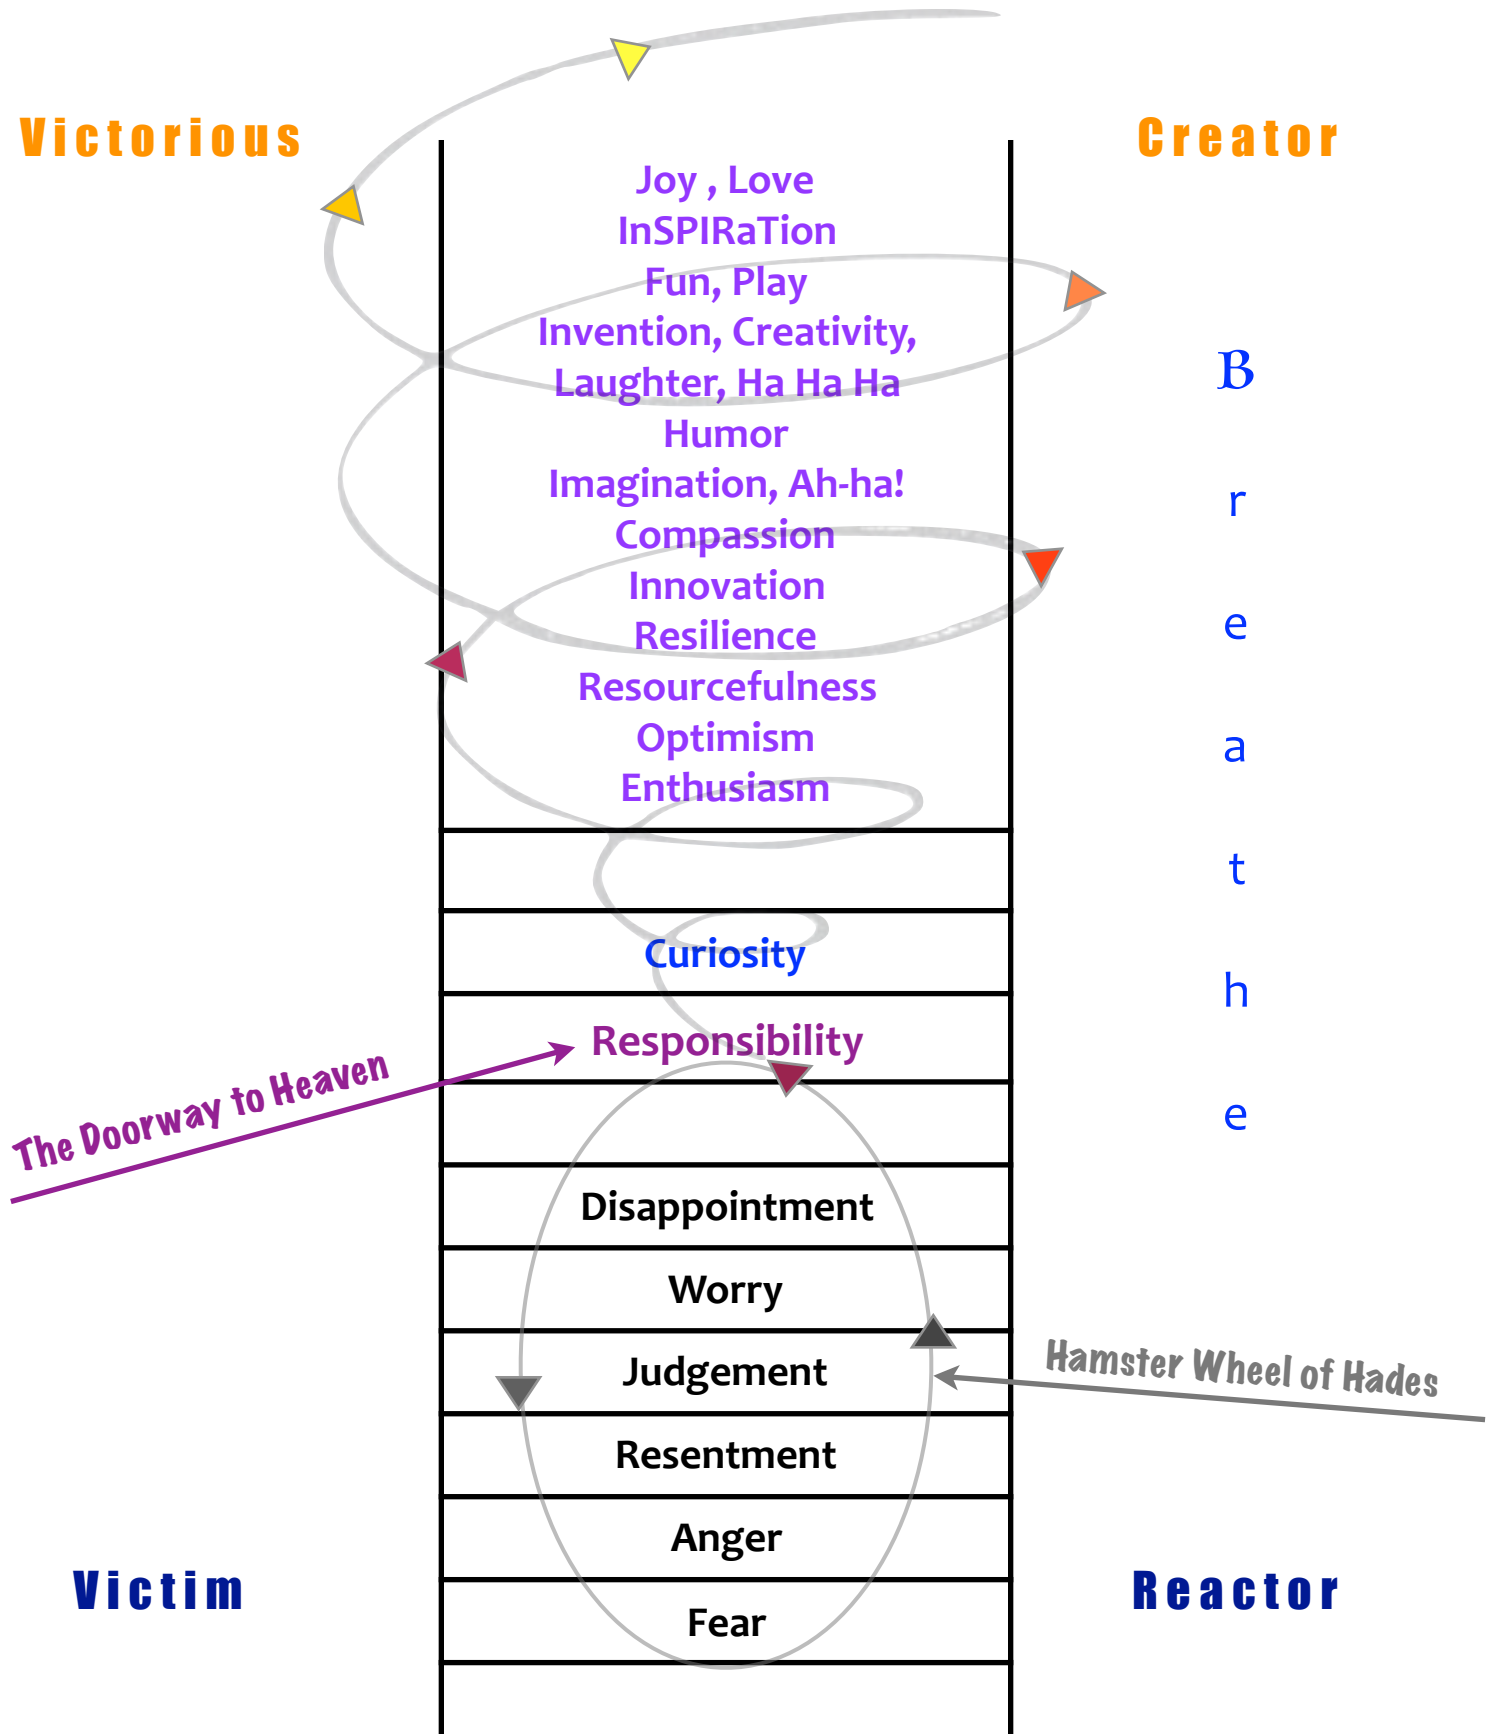 Victorious
Creator
Joy , Love
InSPIRaTion
Fun, Play
Invention, Creativity,
Laughter, Ha Ha Ha
Humor
Imagination, Ah-ha!
Compassion
Innovation
Resilience
Resourcefulness
Optimism
Enthusiasm
Curiosity
Responsibility
B
r
e
a
t
h
e
The Doorway to Heaven
Disappointment
Worry
Judgement
Resentment
Anger
Fear
Hamster Wheel of Hades
Victim
Reactor